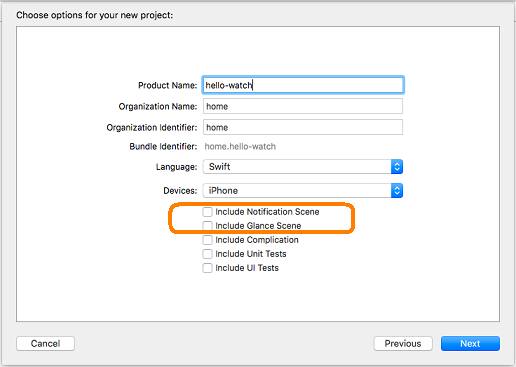 Choose options for your new project:
Product Name: hello-watch
Organization Name: home
Organization Identifier: home
Bundle Identifier: home.hello-watch
Language: Swift
Devices: iPhone
Include Notification Scene
Include Glance Scene
Include Complication
Include Unit Tests
Include UI Tests
Cancel Previous Next